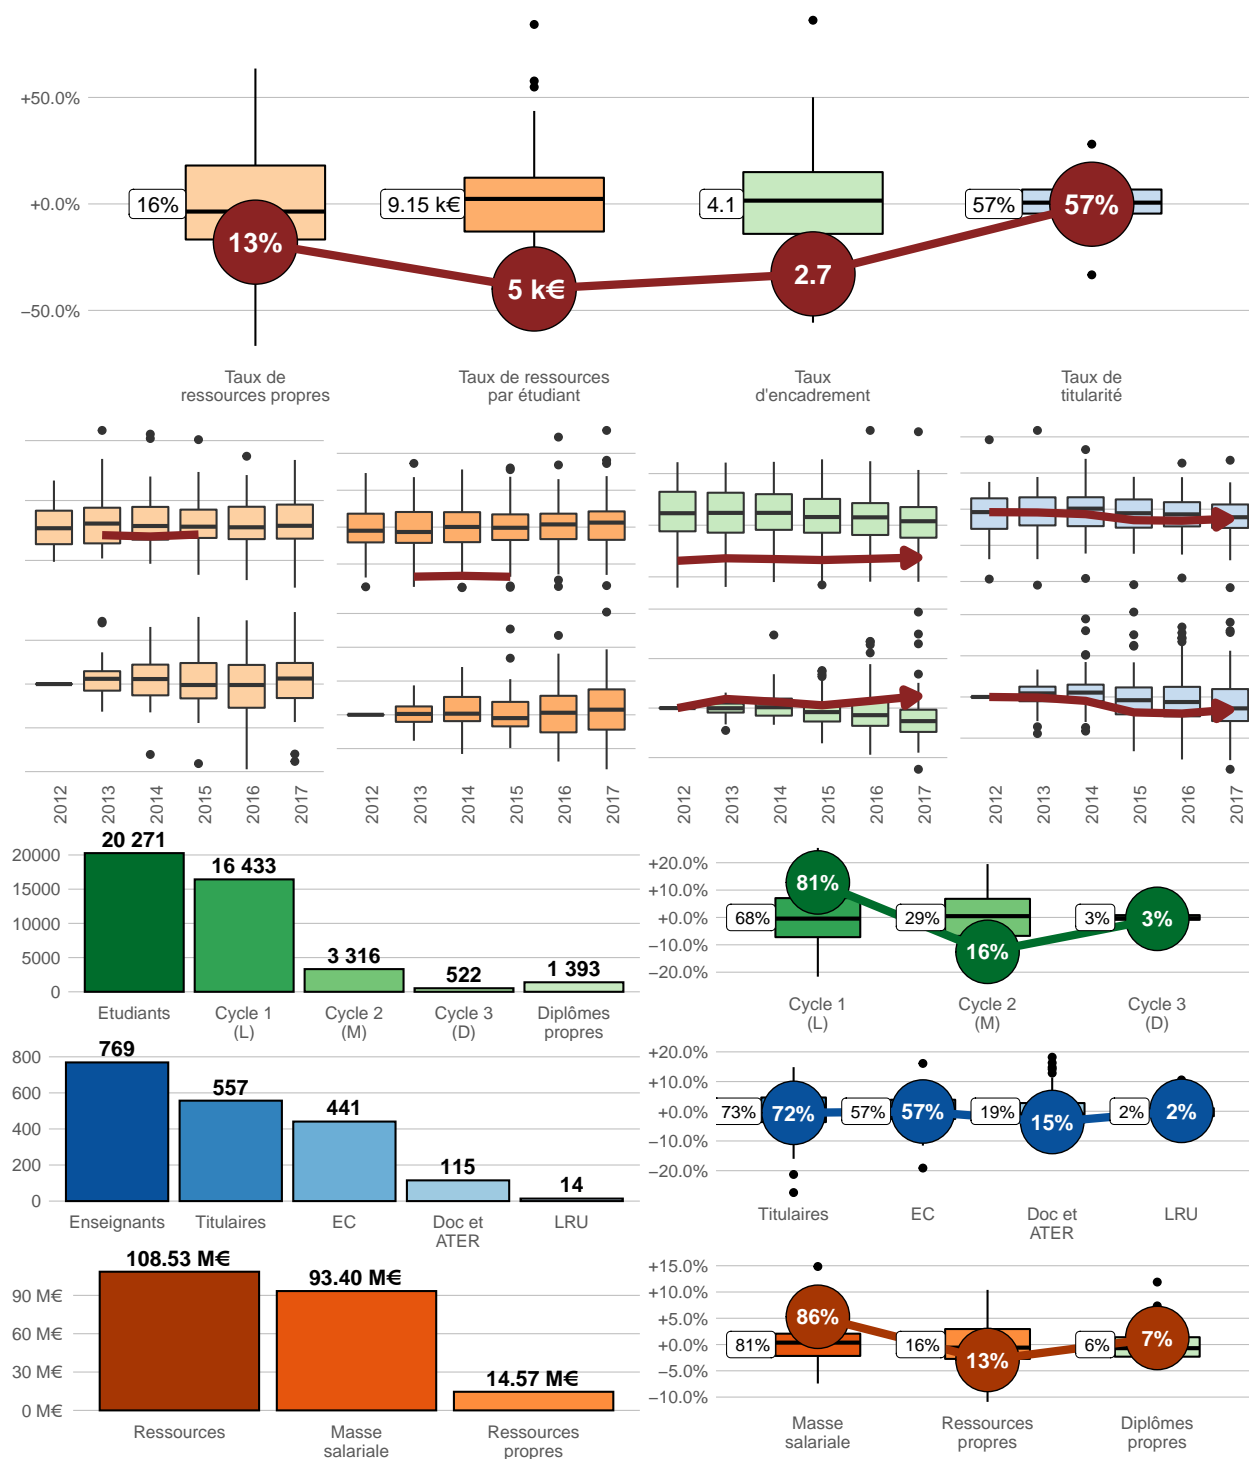 +50.0%
+0.0%
−50.0%
16%
9.15 k€
4.1
57%
13%
5 k€
2.7
57%
Taux de
ressources propres
Taux de ressources
par étudiant
Taux
d'encadrement
Taux de
titularité
2012
2013
2014
2015
2016
2017
2012
2013
2014
2015
2016
2017
2012
2013
2014
2015
2016
2017
2012
2013
2014
2015
2016
2017
20000
15000
10000
5000
0
20 271
16 433
3 316
522
1 393
Etudiants
Cycle 1
(L)
Cycle 2
(M)
Cycle 3
(D)
Diplômes
propres
+20.0%
+10.0%
+0.0%
−10.0%
−20.0%
68%
81%
29%
16%
3%
3%
Cycle 1
(L)
Cycle 2
(M)
Cycle 3
(D)
800
600
400
200
0
769
557
441
115
14
Enseignants
Titulaires
EC
Doc et
ATER
LRU
+20.0%
+10.0%
+0.0%
−10.0%
−20.0%
73%
72%
57%
57%
19%
15%
2%
2%
Titulaires
EC
Doc et
ATER
LRU
90 M€
60 M€
30 M€
0 M€
108.53 M€
93.40 M€
14.57 M€
Ressources
Masse
salariale
Ressources
propres
+15.0%
+10.0%
+5.0%
+0.0%
−5.0%
−10.0%
81%
86%
16%
13%
6%
7%
Masse
salariale
Ressources
propres
Diplômes
propres